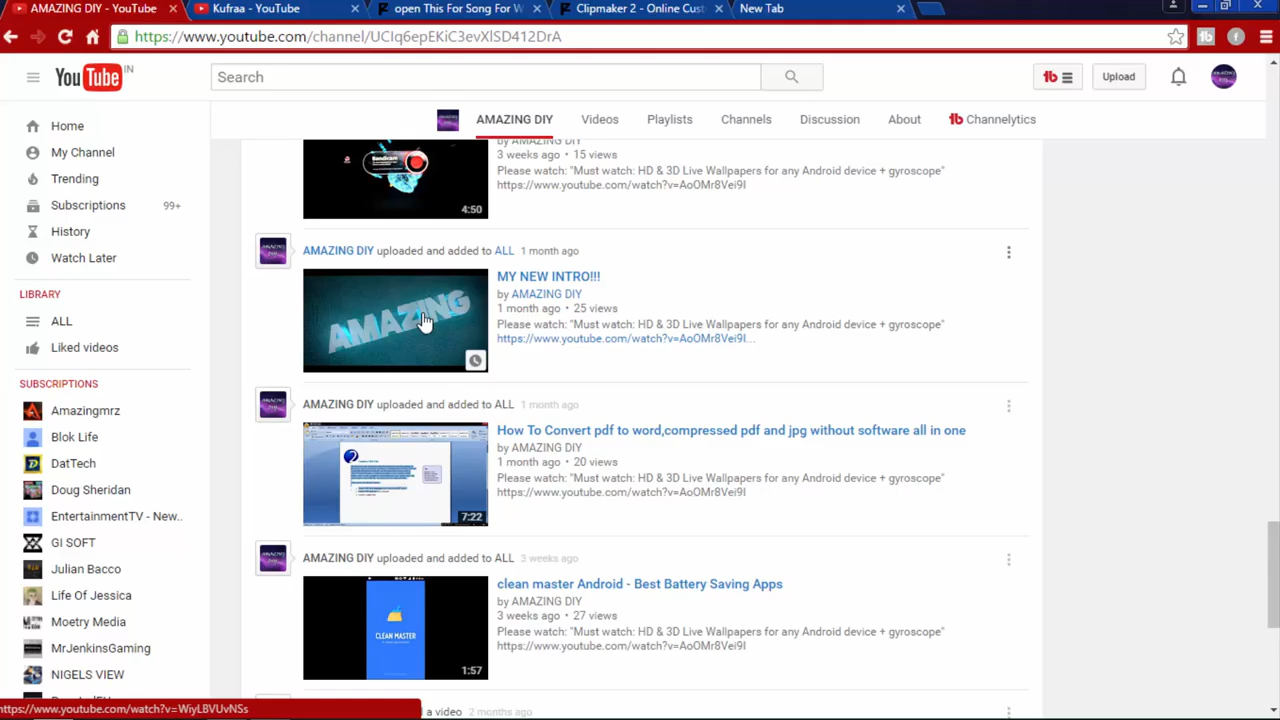 AMAZING DIY - YouTube
Kufraa - YouTube
open This For Song For W
Clipmaker 2 - Online Cust
New Tab
https://www.youtube.com/channel/UCIq6epEKiC3evXlSD412DrA
YouTube IN
Search
Upload
AMAZING DIY
Videos
Playlists
Channels
Discussion
About
Channelytics
Home
My Channel
Trending
Subscriptions 99+
History
Watch Later
LIBRARY
ALL
Liked videos
SUBSCRIPTIONS
Amazingmrz
Blok Life
DatTech
Doug Sheridan
EntertainmentTV - New..
GI SOFT
Julian Bacco
Life Of Jessica
Moetry Media
MrJenkinsGaming
NIGELS VIEW
by AMAZING DIY
3 weeks ago • 15 views
Please watch: "Must watch: HD & 3D Live Wallpapers for any Android device + gyroscope"
https://www.youtube.com/watch?v=AoOMr8Vei9I
Bandicam
4:50
AMAZING DIY uploaded and added to ALL 1 month ago
AMAZING
MY NEW INTRO!!!
by AMAZING DIY
1 month ago • 25 views
Please watch: "Must watch: HD & 3D Live Wallpapers for any Android device + gyroscope"
https://www.youtube.com/watch?v=AoOMr8Vei9I...
AMAZING DIY uploaded and added to ALL 1 month ago
How To Convert pdf to word,compressed pdf and jpg without software all in one
by AMAZING DIY
1 month ago • 20 views
Please watch: "Must watch: HD & 3D Live Wallpapers for any Android device + gyroscope"
https://www.youtube.com/watch?v=AoOMr8Vei9I
7:22
AMAZING DIY uploaded and added to ALL 3 weeks ago
clean master Android - Best Battery Saving Apps
by AMAZING DIY
3 weeks ago • 27 views
Please watch: "Must watch: HD & 3D Live Wallpapers for any Android device + gyroscope"
https://www.youtube.com/watch?v=AoOMr8Vei9I
CLEAN MASTER
1:57
https://www.youtube.com/watch?v=WiyLBVUvNSs
d a video 2 months ago